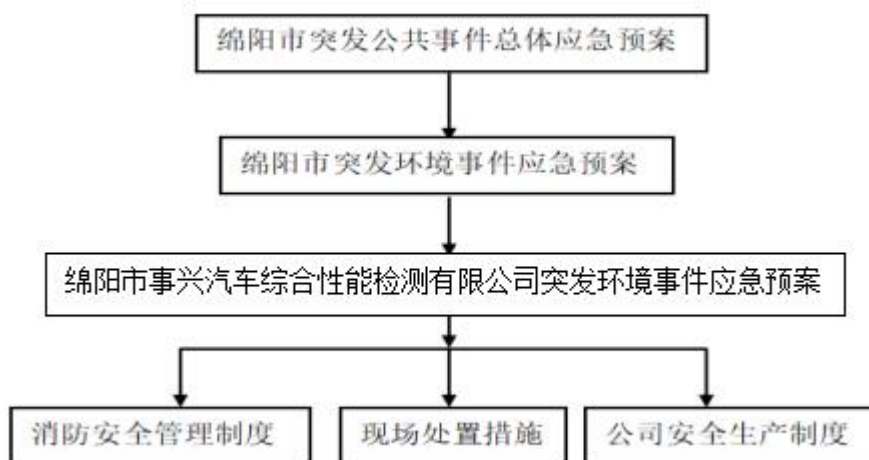 绵阳市突发公共事件总体应急预案
绵阳市突发环境事件应急预案
绵阳市事兴汽车综合性能检测有限公司突发环境事件应急预案
消防安全管理制度
现场处置措施
公司安全生产制度